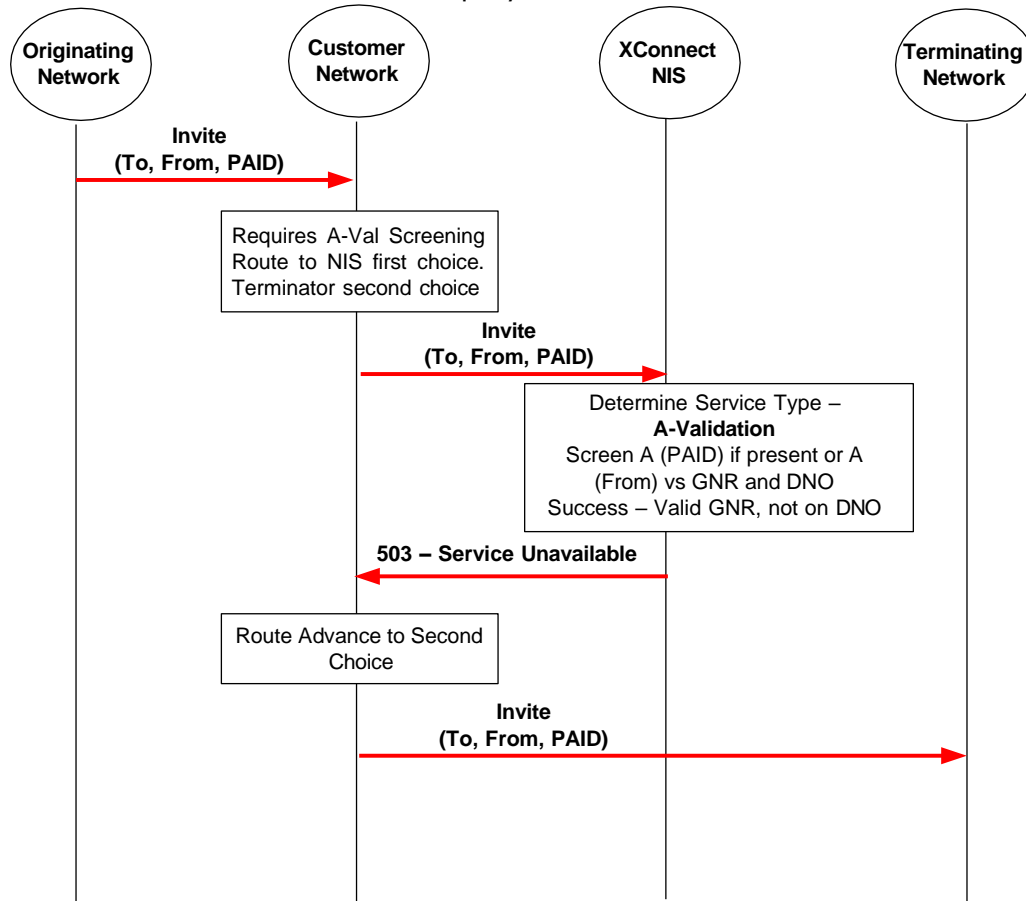 Originating
Network
Customer
Network
XConnect
NIS
Terminating
Network
Invite
(To, From, PAID)
Requires A-Val Screening
Route to NIS first choice.
Terminator second choice
Invite
(To, From, PAID)
Determine Service Type –
A-Validation
Screen A (PAID) if present or A
(From) vs GNR and DNO
Success – Valid GNR, not on DNO
503 – Service Unavailable
Route Advance to Second
Choice
Invite
(To, From, PAID)